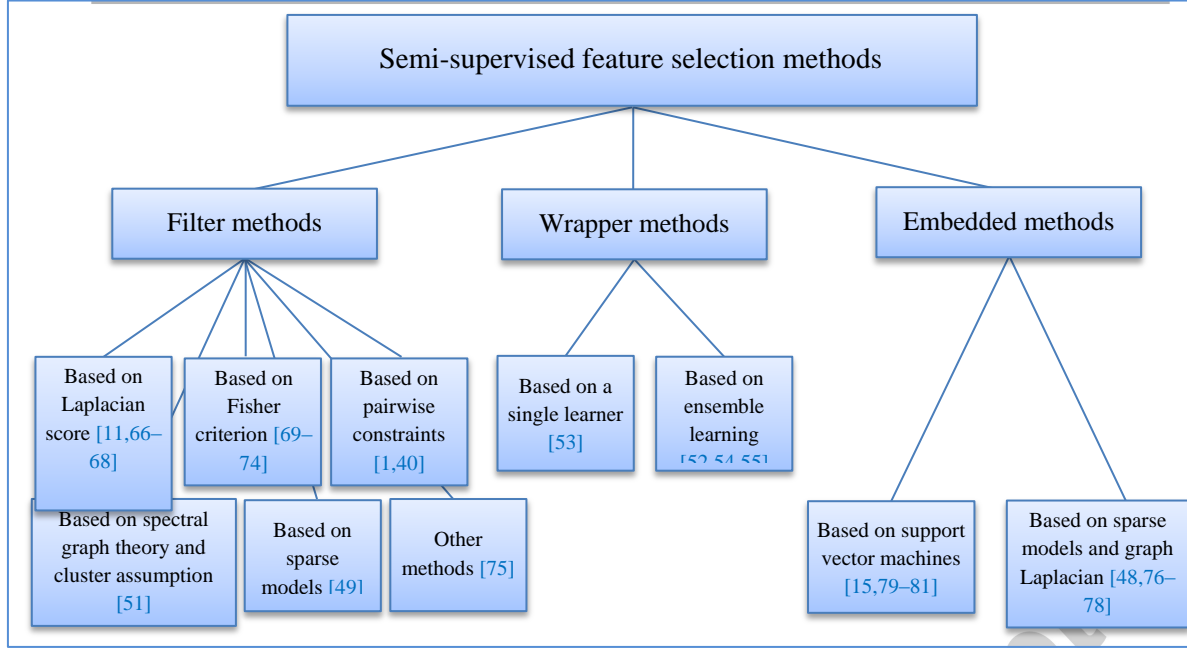 Semi-supervised feature selection methods
Filter methods
Wrapper methods
Embedded methods
Based on
Laplacian
score [11,66–
68]
Based on
Fisher
criterion [69–
74]
Based on
pairwise
constraints
[1,40]
Based on a
single learner
[53]
Based on
ensemble
learning
[52,54,55]
Based on spectral
graph theory and
cluster assumption
[51]
Based on
sparse
models [49]
Other
methods [75]
Based on support
vector machines
[15,79–81]
Based on sparse
models and graph
Laplacian [48,76–
78]